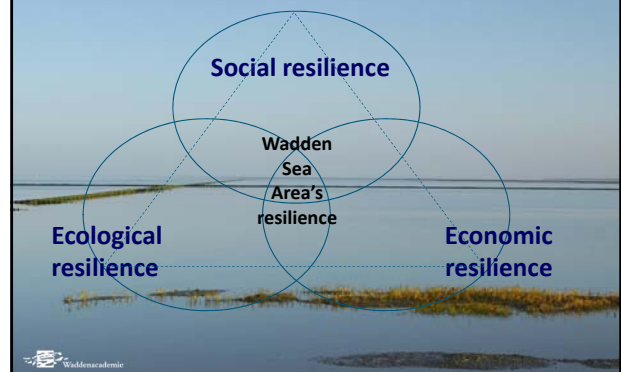 Social resilience
Wadden
Sea
Area's
resilience
Ecological
resilience
Economic
resilience
Waddenacademie